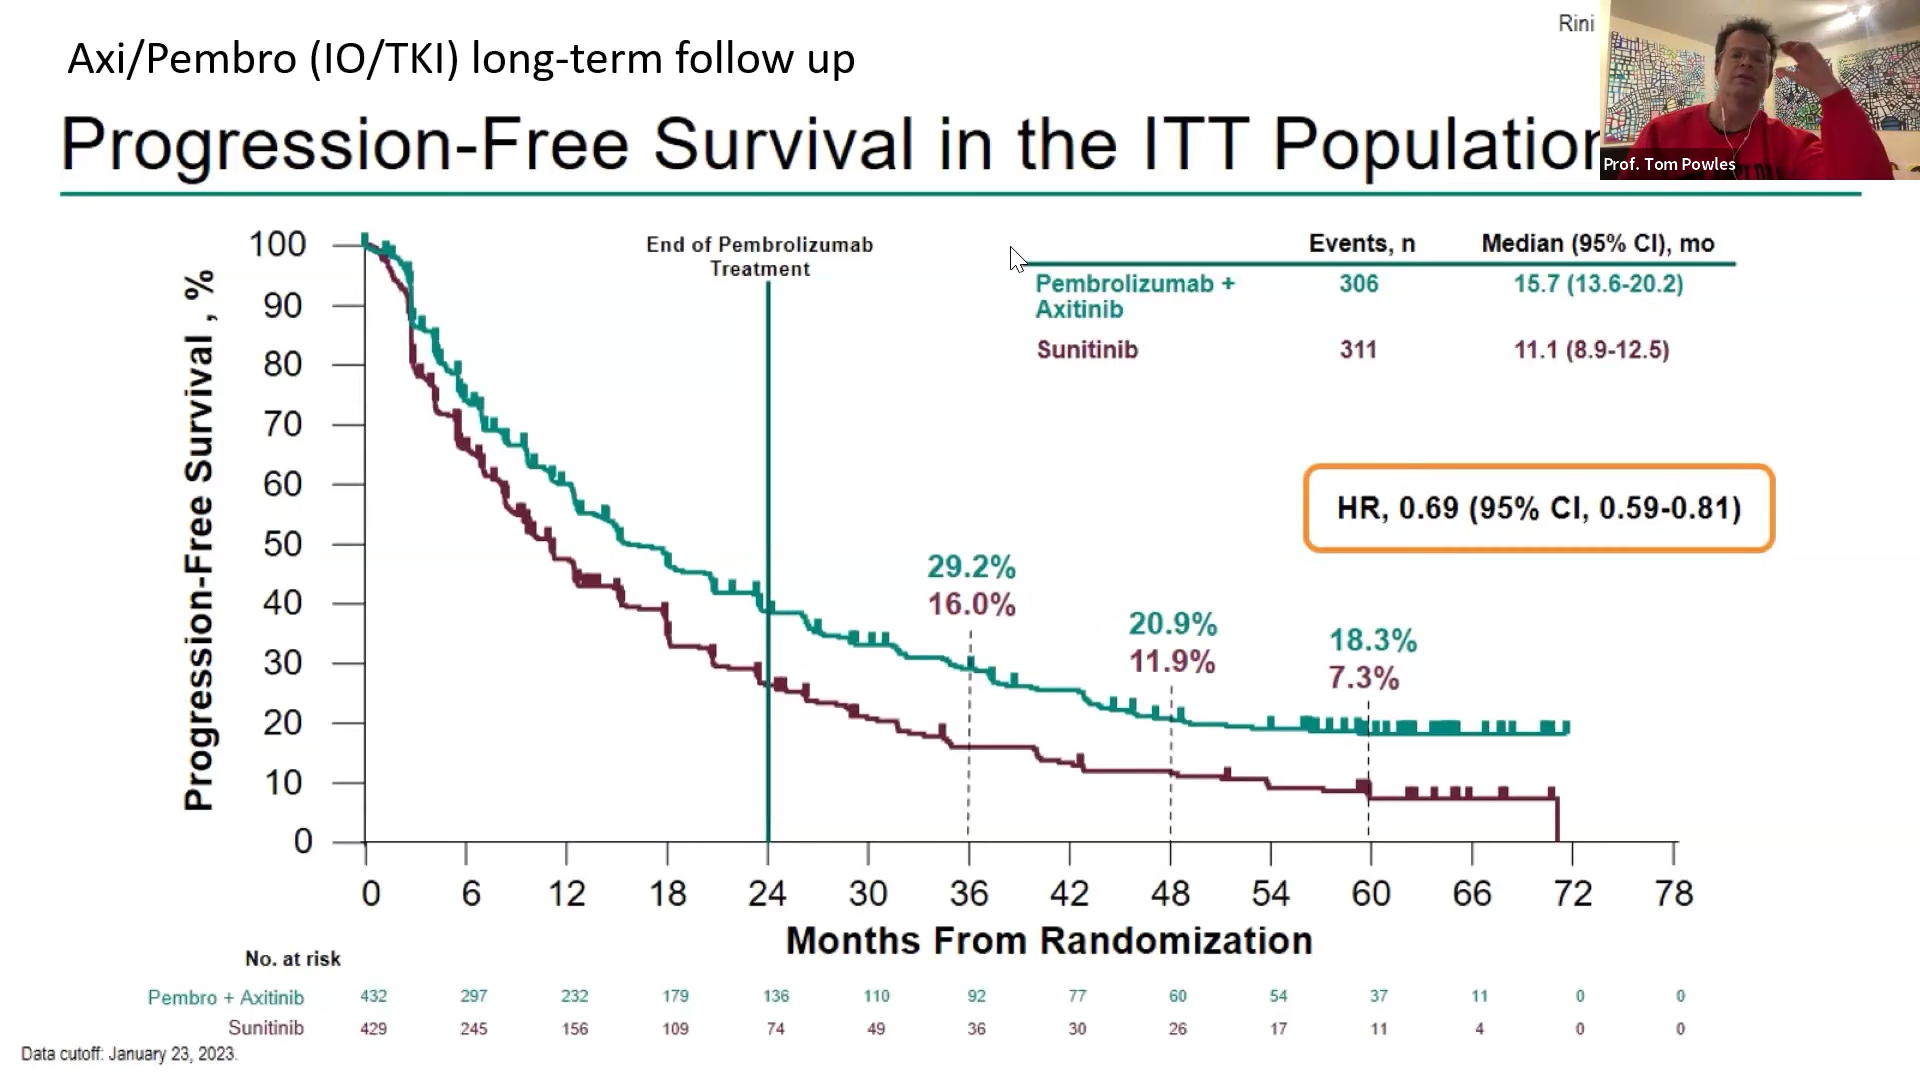 Rini
Axi/Pembro (IO/TKI) long-term follow up
Progression-Free Survival in the ITT Population
Prof. Tom Powles
End of Pembrolizumab
Treatment
Events, n Median (95% CI), mo
Pembrolizumab + Axitinib 306 15.7 (13.6-20.2)
Sunitinib 311 11.1 (8.9-12.5)
HR, 0.69 (95% CI, 0.59-0.81)
29.2%
16.0%
20.9%
11.9%
18.3%
7.3%
Progression-Free Survival , %
100
90
80
70
60
50
40
30
20
10
0
0 6 12 18 24 30 36 42 48 54 60 66 72 78
Months From Randomization
No. at risk
Pembro + Axitinib 432 297 232 179 136 110 92 77 60 54 37 11 0 0
Sunitinib 429 245 156 109 74 49 36 30 26 17 11 4 0 0
Data cutoff: January 23, 2023.